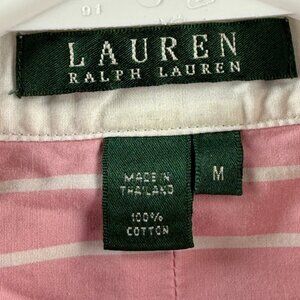 LAUREN
RALPH LAUREN
MADE IN
THAILAND
100%
COTTON
M